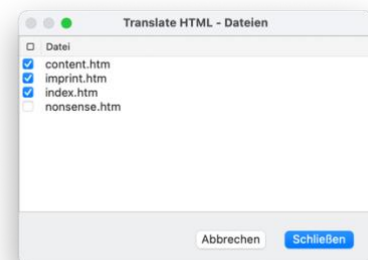 Translate HTML - Dateien
Datei
content.htm
imprint.htm
index.htm
nonsense.htm
Abbrechen Schließen